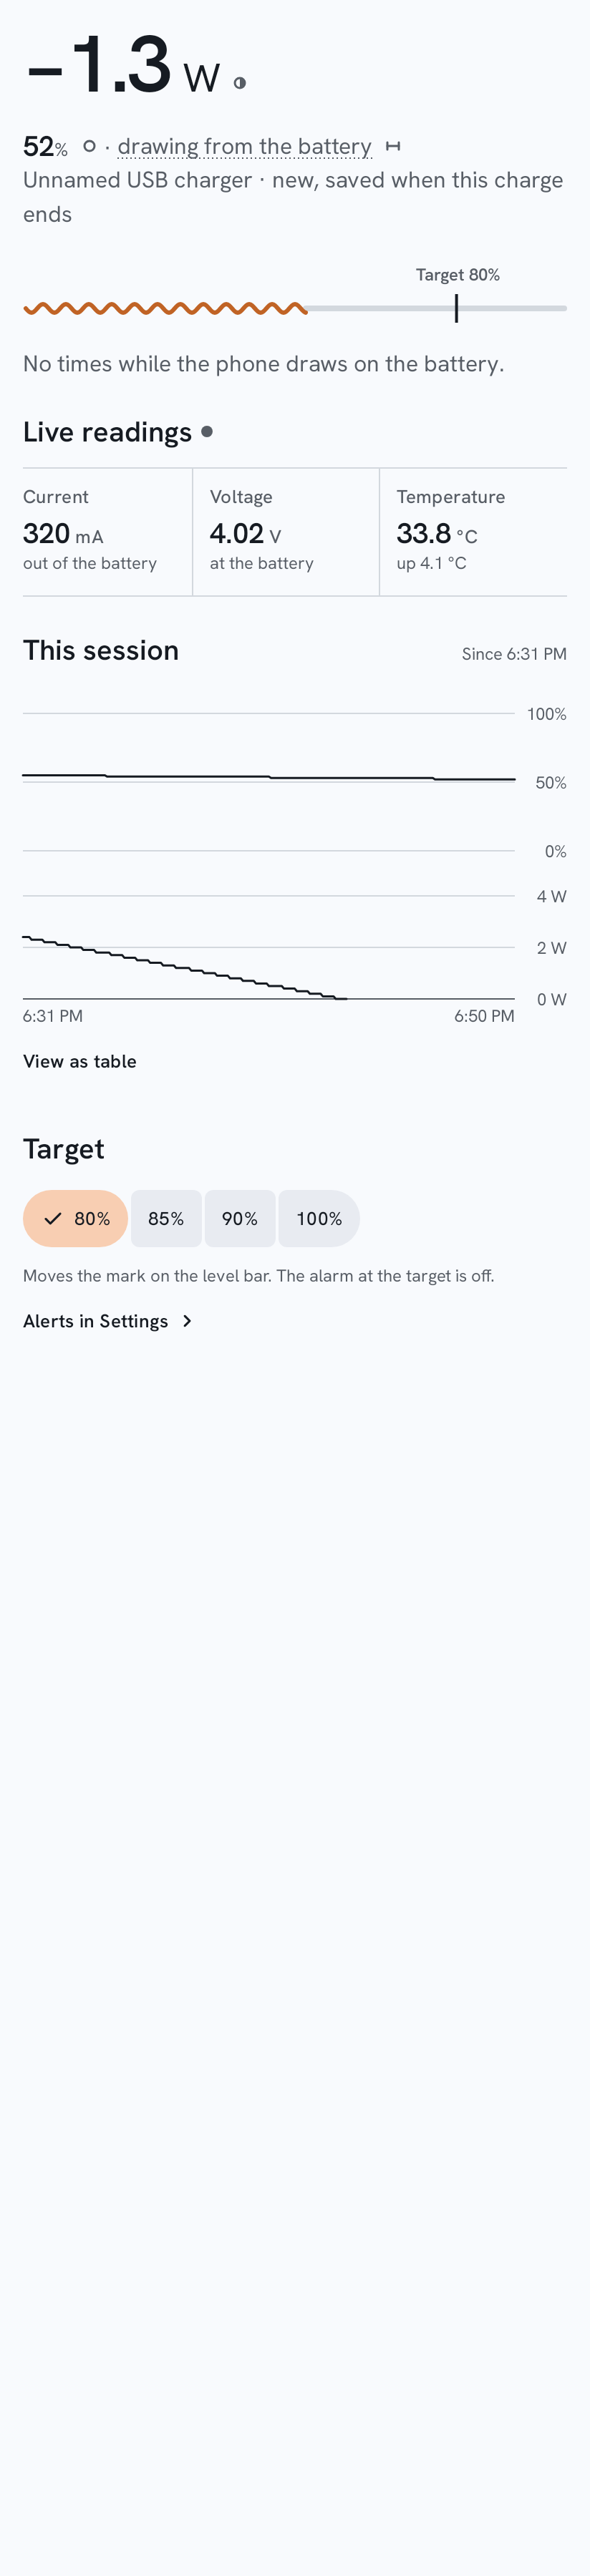 −1.3 W
52% · drawing from the battery
Unnamed USB charger · new, saved when this charge
ends
Target 80%
No times while the phone draws on the battery.
Live readings
Current
320 mA
out of the battery
Voltage
4.02 V
at the battery
Temperature
33.8 °C
up 4.1 °C
This session
Since 6:31 PM
100%
50%
0%
4 W
2 W
0 W
6:31 PM
6:50 PM
View as table
Target
80%
85%
90%
100%
Moves the mark on the level bar. The alarm at the target is off.
Alerts in Settings